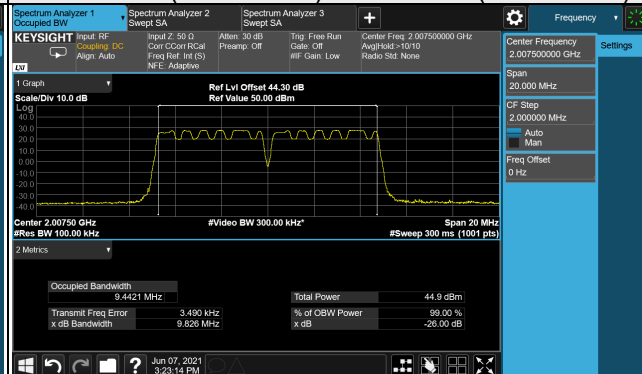 Spectrum Analyzer 1
Occupied BW
Spectrum Analyzer 2
Swept SA
Spectrum Analyzer 3
Swept SA
+
Frequency
KEYSIGHT
Input: RF
Coupling: DC
Align: Auto
Input Z: 50 Ω
Corr CCorr RCal
Freq Ref: Int (S)
NFE: Adaptive
Atten: 30 dB
Preamp: Off
Trig: Free Run
Gate: Off
#IF Gain: Low
Center Freq: 2.007500000 GHz
Avg|Hold:>10/10
Radio Std: None
LXI
Center Frequency
2.007500000 GHz
Settings
Span
20.000 MHz
CF Step
2.000000 MHz
Auto
Man
Freq Offset
0 Hz
1 Graph
Scale/Div 10.0 dB
Ref Lvl Offset 44.30 dB
Ref Value 50.00 dBm
Log
40.0
30.0
20.0
10.0
0.00
-10.0
-20.0
-30.0
-40.0
Center 2.00750 GHz
#Res BW 100.00 kHz
#Video BW 300.00 kHz*
Span 20 MHz
#Sweep 300 ms (1001 pts)
2 Metrics
Occupied Bandwidth
9.4421 MHz
Total Power 44.9 dBm
Transmit Freq Error 3.490 kHz
% of OBW Power 99.00 %
x dB Bandwidth 9.826 MHz
x dB -26.00 dB
?
Jun 07, 2021
3:23:14 PM